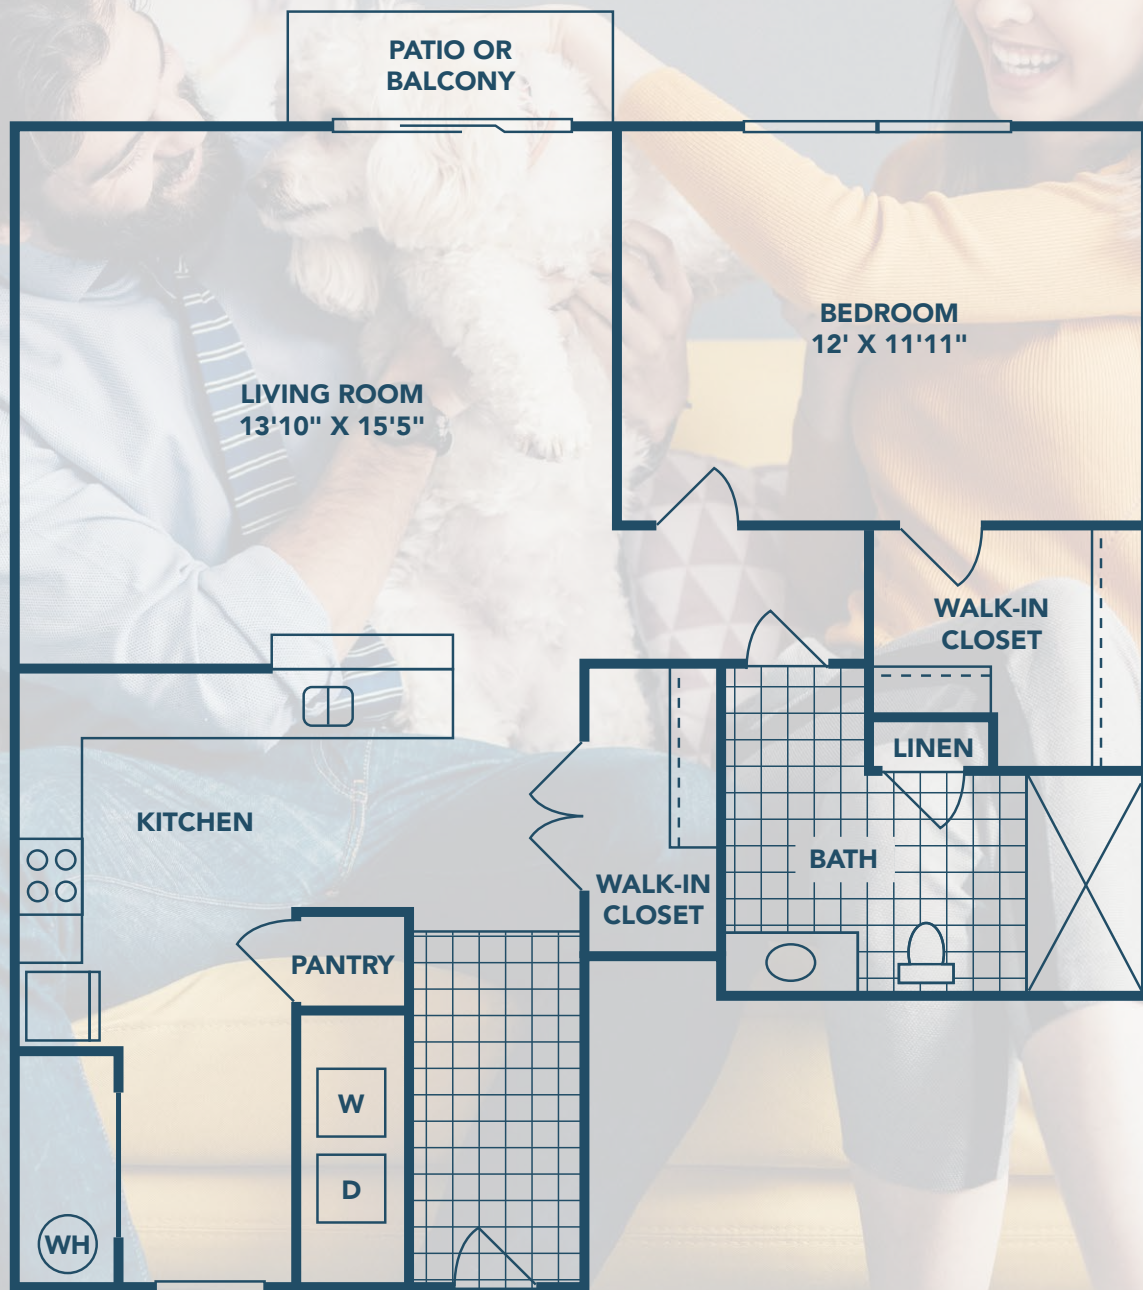 PATIO OR
BALCONY
BEDROOM
12' X 11'11"
LIVING ROOM
13'10" X 15'5"
WALK-IN
CLOSET
LINEN
KITCHEN
BATH
WALK-IN
CLOSET
PANTRY
W
D
WH